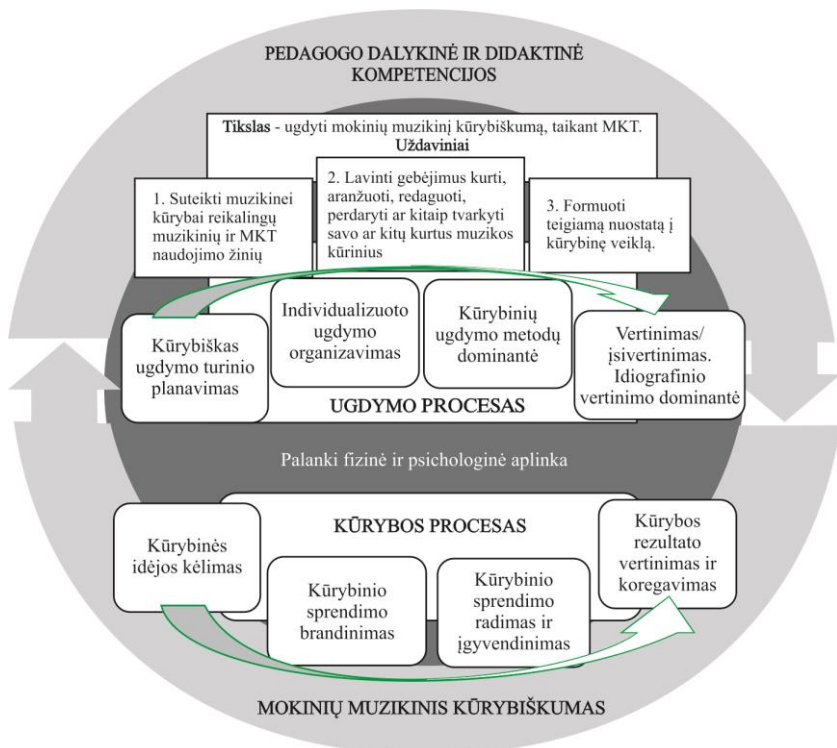 PEDAGOGO DALYKINĖ IR DIDAKTINĖ
KOMPETENCIJOS
Tikslas - ugdyti mokinių muzikinį kūrybiškumą, taikant MKT.
Uždaviniai
1. Suteikti muzikinei
kūrybai reikalingų
muzikinių ir MKT
naudojimo žinių
2. Lavinti gebėjimus kurti,
aranžuoti, redaguoti,
perdaryti ar kitaip tvarkyti
savo ar kitų kurtus muzikos
kūrinius
3. Formuoti
teigiamą nuostatą į
kūrybinę veiklą.
Kūrybiškas
ugdymo turinio
planavimas
Individualizuoto
ugdymo
organizavimas
Kūrybinių
ugdymo metodų
dominantė
Vertinimas/
įsivertinimas.
Idiografinio
vertinimo dominantė
UGDYMO PROCESAS
Palanki fizinė ir psichologinė aplinka
KŪRYBOS PROCESAS
Kūrybinės
idėjos kėlimas
Kūrybinio
sprendimo
brandinimas
Kūrybinio
sprendimo
radimas ir
įgyvendinimas
Kūrybos
rezultato
vertinimas ir
koregavimas
MOKINIŲ MUZIKINIS KŪRYBIŠKUMAS